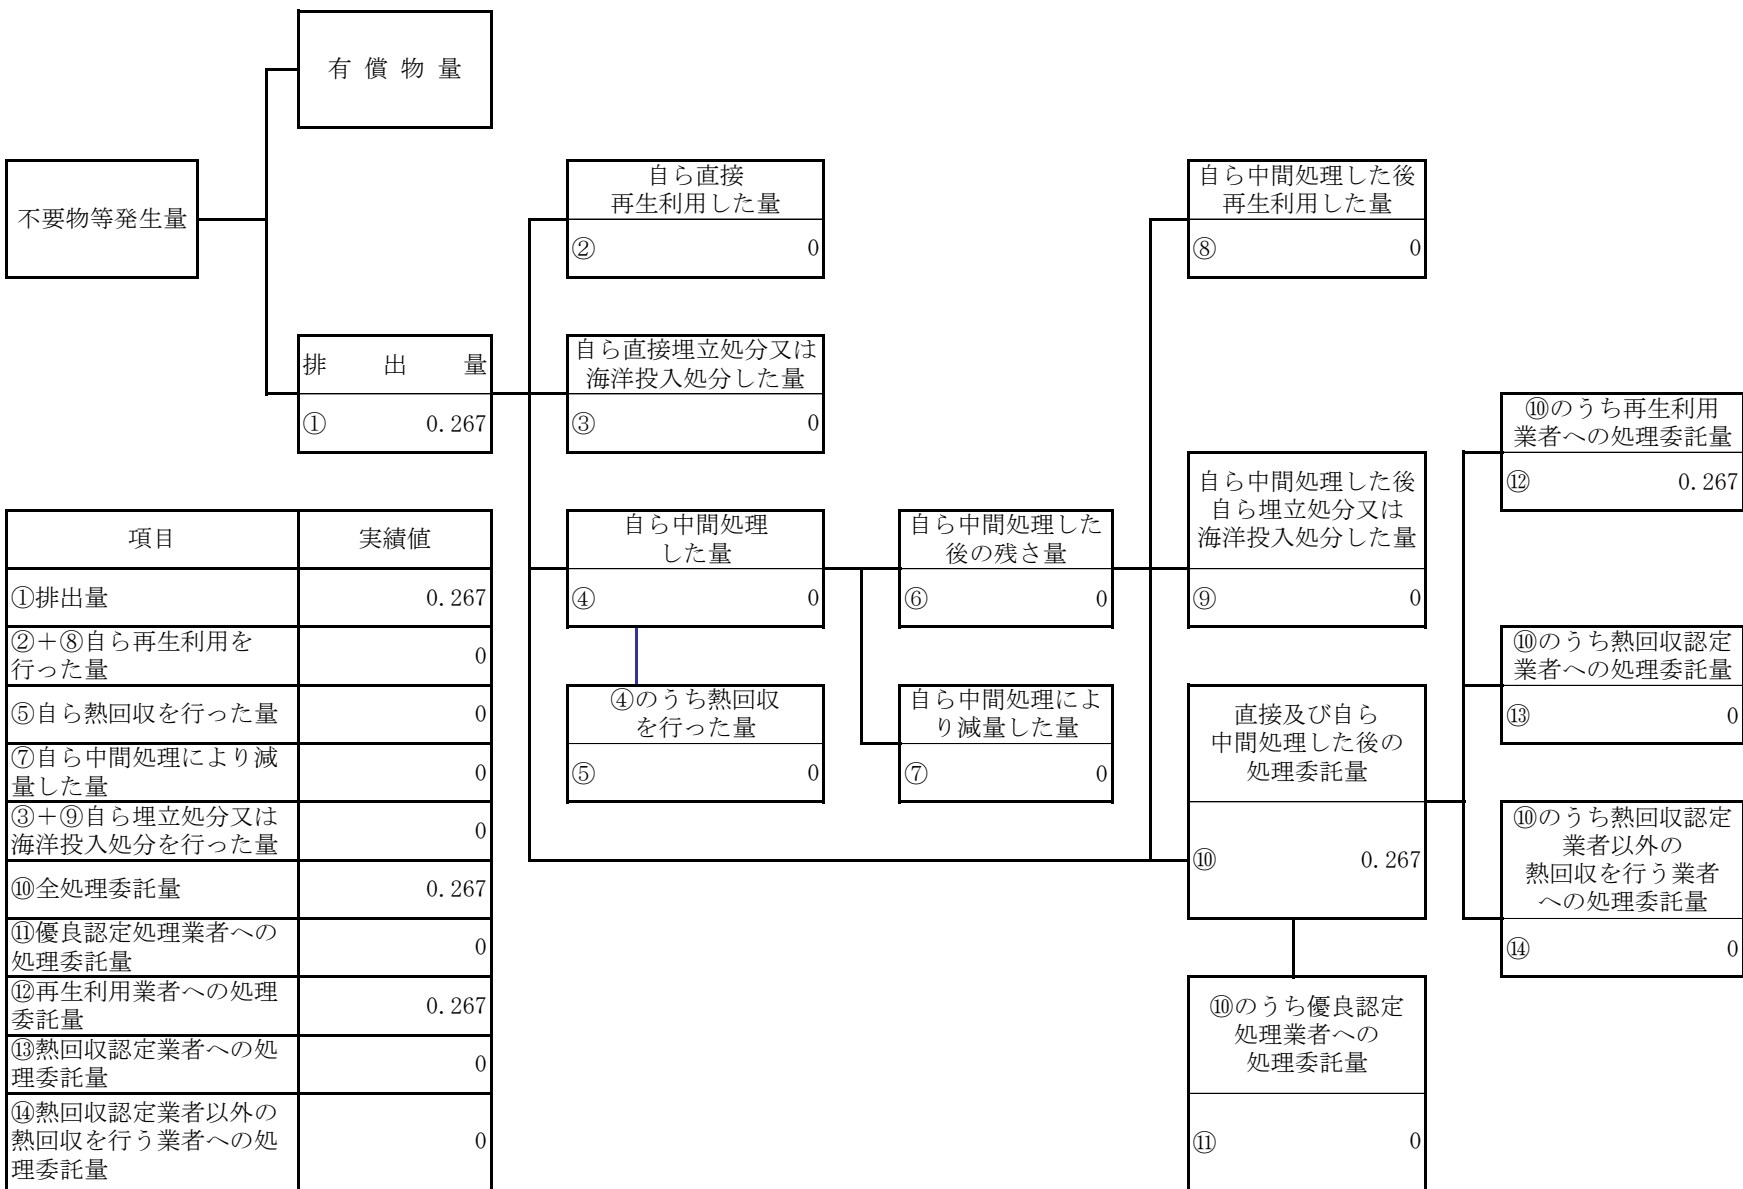 有 償 物 量
不要物等発生量
自ら直接
再生利用した量
② 0
自ら中間処理した後
再生利用した量
⑧ 0
排 出 量
① 0.267
自ら直接埋立処分又は
海洋投入処分した量
③ 0
⑩のうち再生利用
業者への処理委託量
⑫ 0.267
自ら中間処理した後
自ら埋立処分又は
海洋投入処分した量
⑨ 0
自ら中間処理
した量
④ 0
自ら中間処理した
後の残さ量
⑥ 0
⑩のうち熱回収認定
業者への処理委託量
⑬ 0
④のうち熱回収
を行った量
⑤ 0
自ら中間処理によ
り減量した量
⑦ 0
直接及び自ら
中間処理した後の
処理委託量
⑩ 0.267
⑩のうち熱回収認定
業者以外の
熱回収を行う業者
への処理委託量
⑭ 0
⑩のうち優良認定
処理業者への
処理委託量
⑪ 0
項目 実績値
①排出量 0.267
②+⑧自ら再生利用を
行った量 0
⑤自ら熱回収を行った量 0
⑦自ら中間処理により減
量した量 0
③+⑨自ら埋立処分又は
海洋投入処分を行った量 0
⑩全処理委託量 0.267
⑪優良認定処理業者への
処理委託量 0
⑫再生利用業者への処理
委託量 0.267
⑬熱回収認定業者への処
理委託量 0
⑭熱回収認定業者以外の
熱回収を行う業者への処 0
理委託量